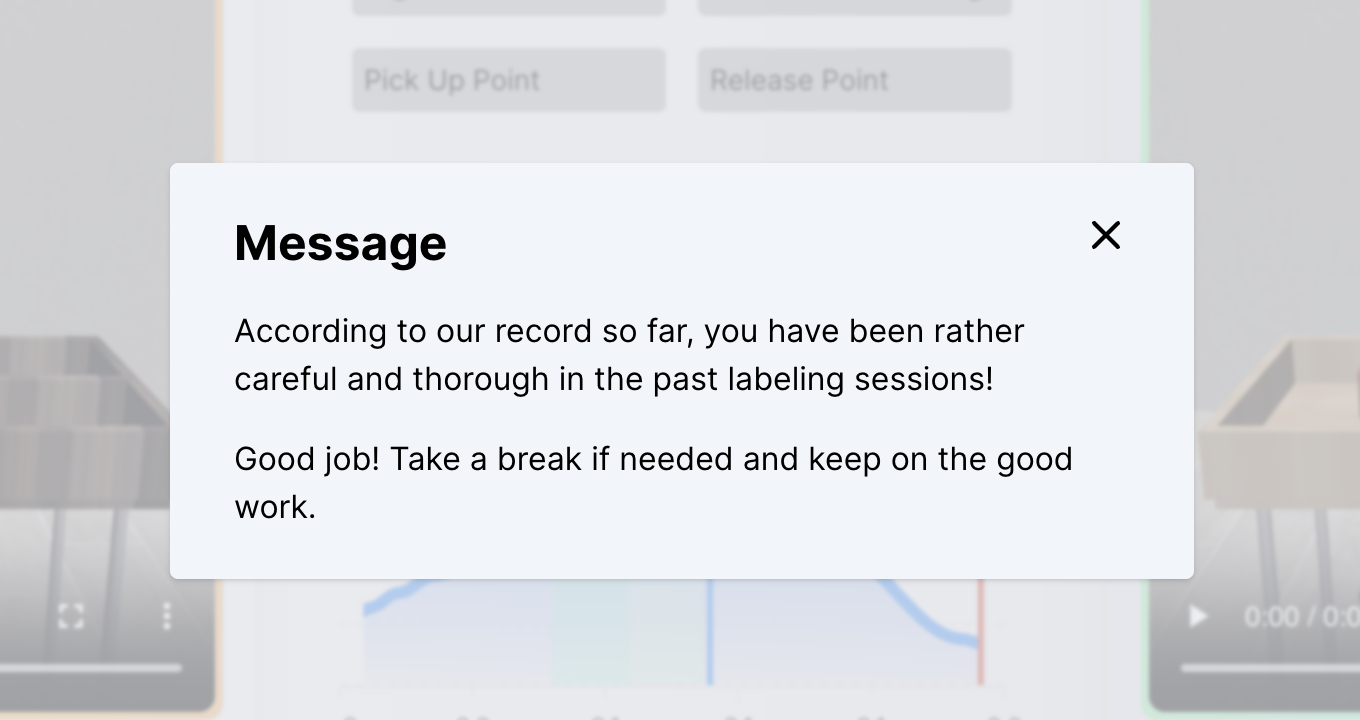 Pick Up Point
Release Point
Message
According to our record so far, you have been rather
careful and thorough in the past labeling sessions!
Good job! Take a break if needed and keep on the good
work.
0:00 / 0:0